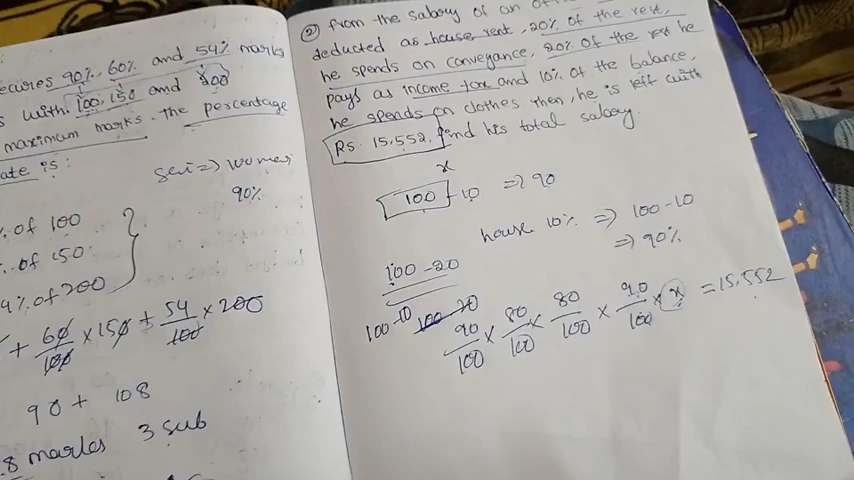 ecures 90%, 60% and 54% marks
s with 100, 150 and 200
maximum marks. The percentage
ate is:
100
90%
% of 100
% of 150
4% of 200
+ 60/100 × 150 + 54/100 × 200
90 + 108
8 marks 3 sub
② from the salary of an
deducted as house rent, 20% of the rest,
he spends on conveyance, 20% of the rest he
pays as income tax and 10% of the balance,
he spends on clothes then, he is left with
Rs. 15,552, find his total salary.
x
100 - 10 => 90
house 10% => 100-10
=> 90%
100-20
100-10 100-20
90/100 × 80/100 × 80/100 × 90/100 × x = 15,552